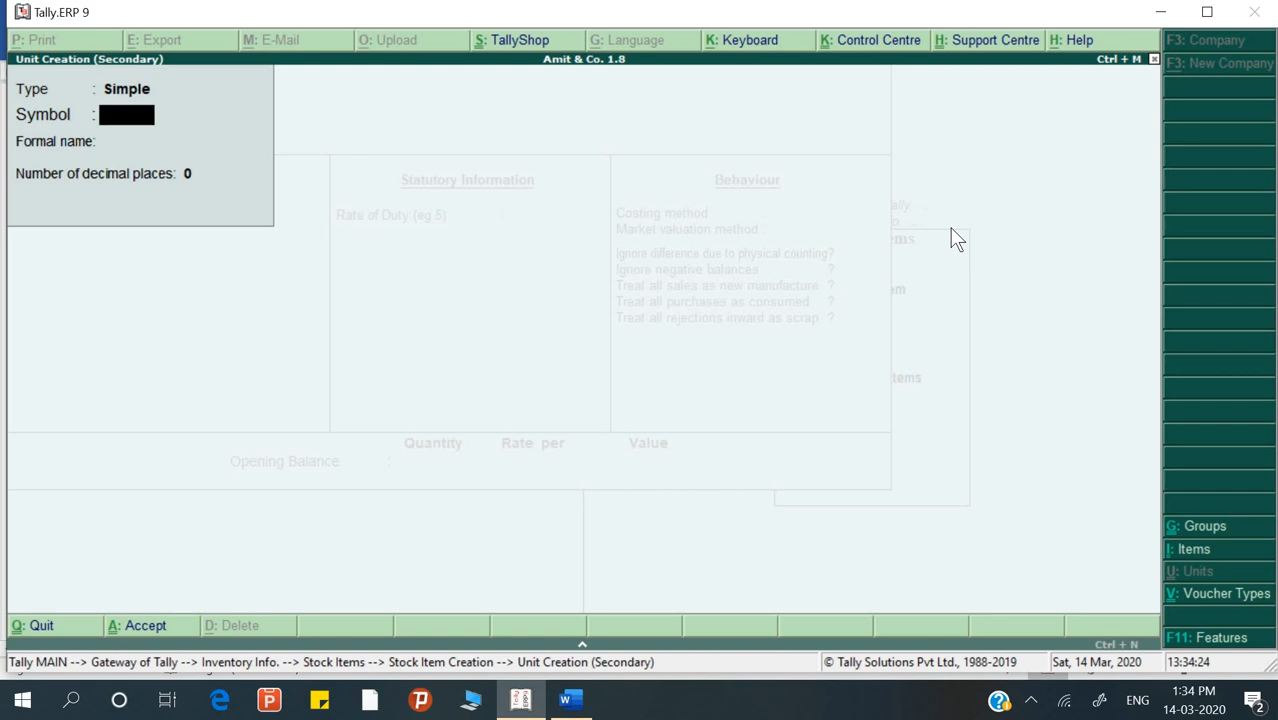 Tally.ERP 9
P: Print E: Export M: E-Mail O: Upload S: TallyShop G: Language K: Keyboard K: Control Centre H: Support Centre H: Help
F3: Company
F3: New Company
Unit Creation (Secondary) Amit & Co. 1.8 Ctrl + M
Type : Simple
Symbol :
Formal name:
Number of decimal places: 0
Statutory Information
Rate of Duty (eg 5)
Behaviour
Costing method
Market valuation method :
Ignore difference due to physical counting?
Ignore negative balances ?
Treat all sales as new manufacture ?
Treat all purchases as consumed ?
Treat all rejections inward as scrap ?
Quantity Rate per Value
Opening Balance :
G: Groups
I: Items
U: Units
V: Voucher Types
F11: Features
Q: Quit A: Accept D: Delete
Ctrl + N
Tally MAIN --> Gateway of Tally --> Inventory Info. --> Stock Items --> Stock Item Creation --> Unit Creation (Secondary) © Tally Solutions Pvt Ltd., 1988-2019 Sat, 14 Mar, 2020 13:34:24
ENG 1:34 PM
14-03-2020 2